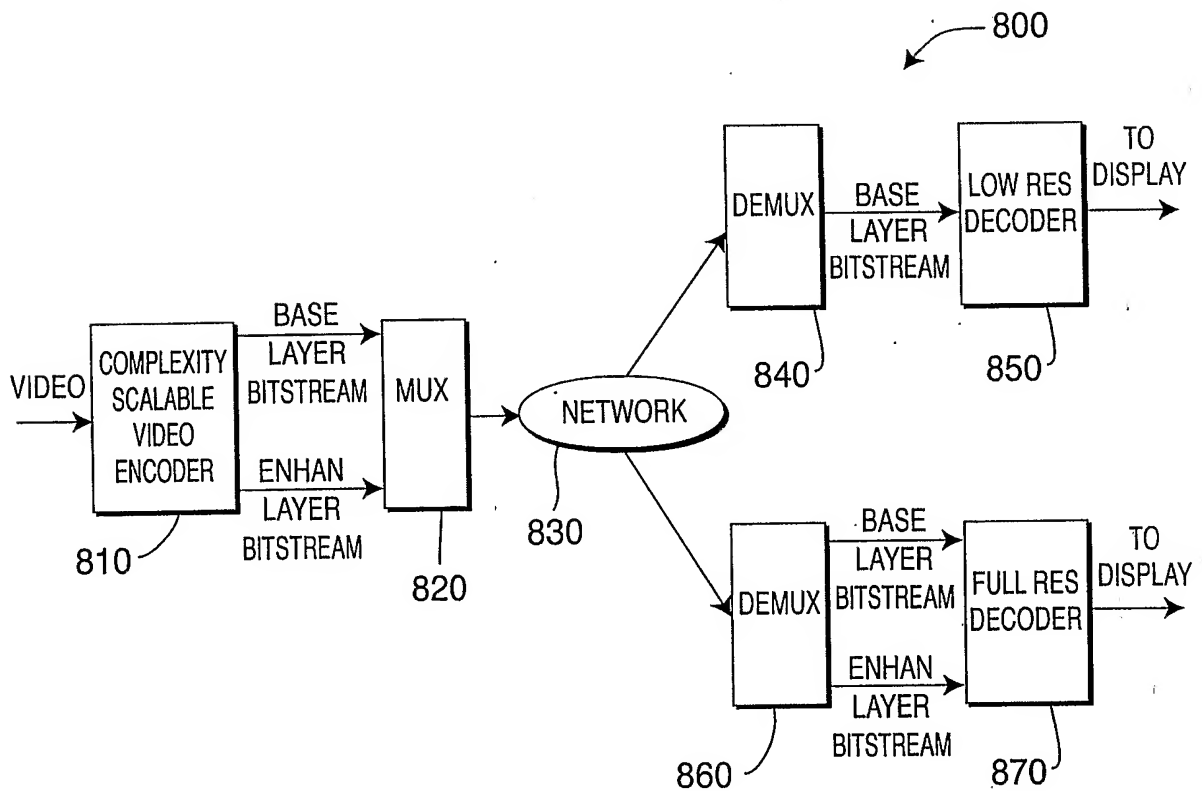 800
VIDEO
COMPLEXITY
SCALABLE
VIDEO
ENCODER
810
BASE
LAYER
BITSTREAM
ENHAN
LAYER
BITSTREAM
MUX
820
NETWORK
830
DEMUX
840
BASE
LAYER
BITSTREAM
LOW RES
DECODER
850
TO
DISPLAY
DEMUX
860
BASE
LAYER
BITSTREAM
ENHAN
LAYER
BITSTREAM
FULL RES
DECODER
870
TO
DISPLAY